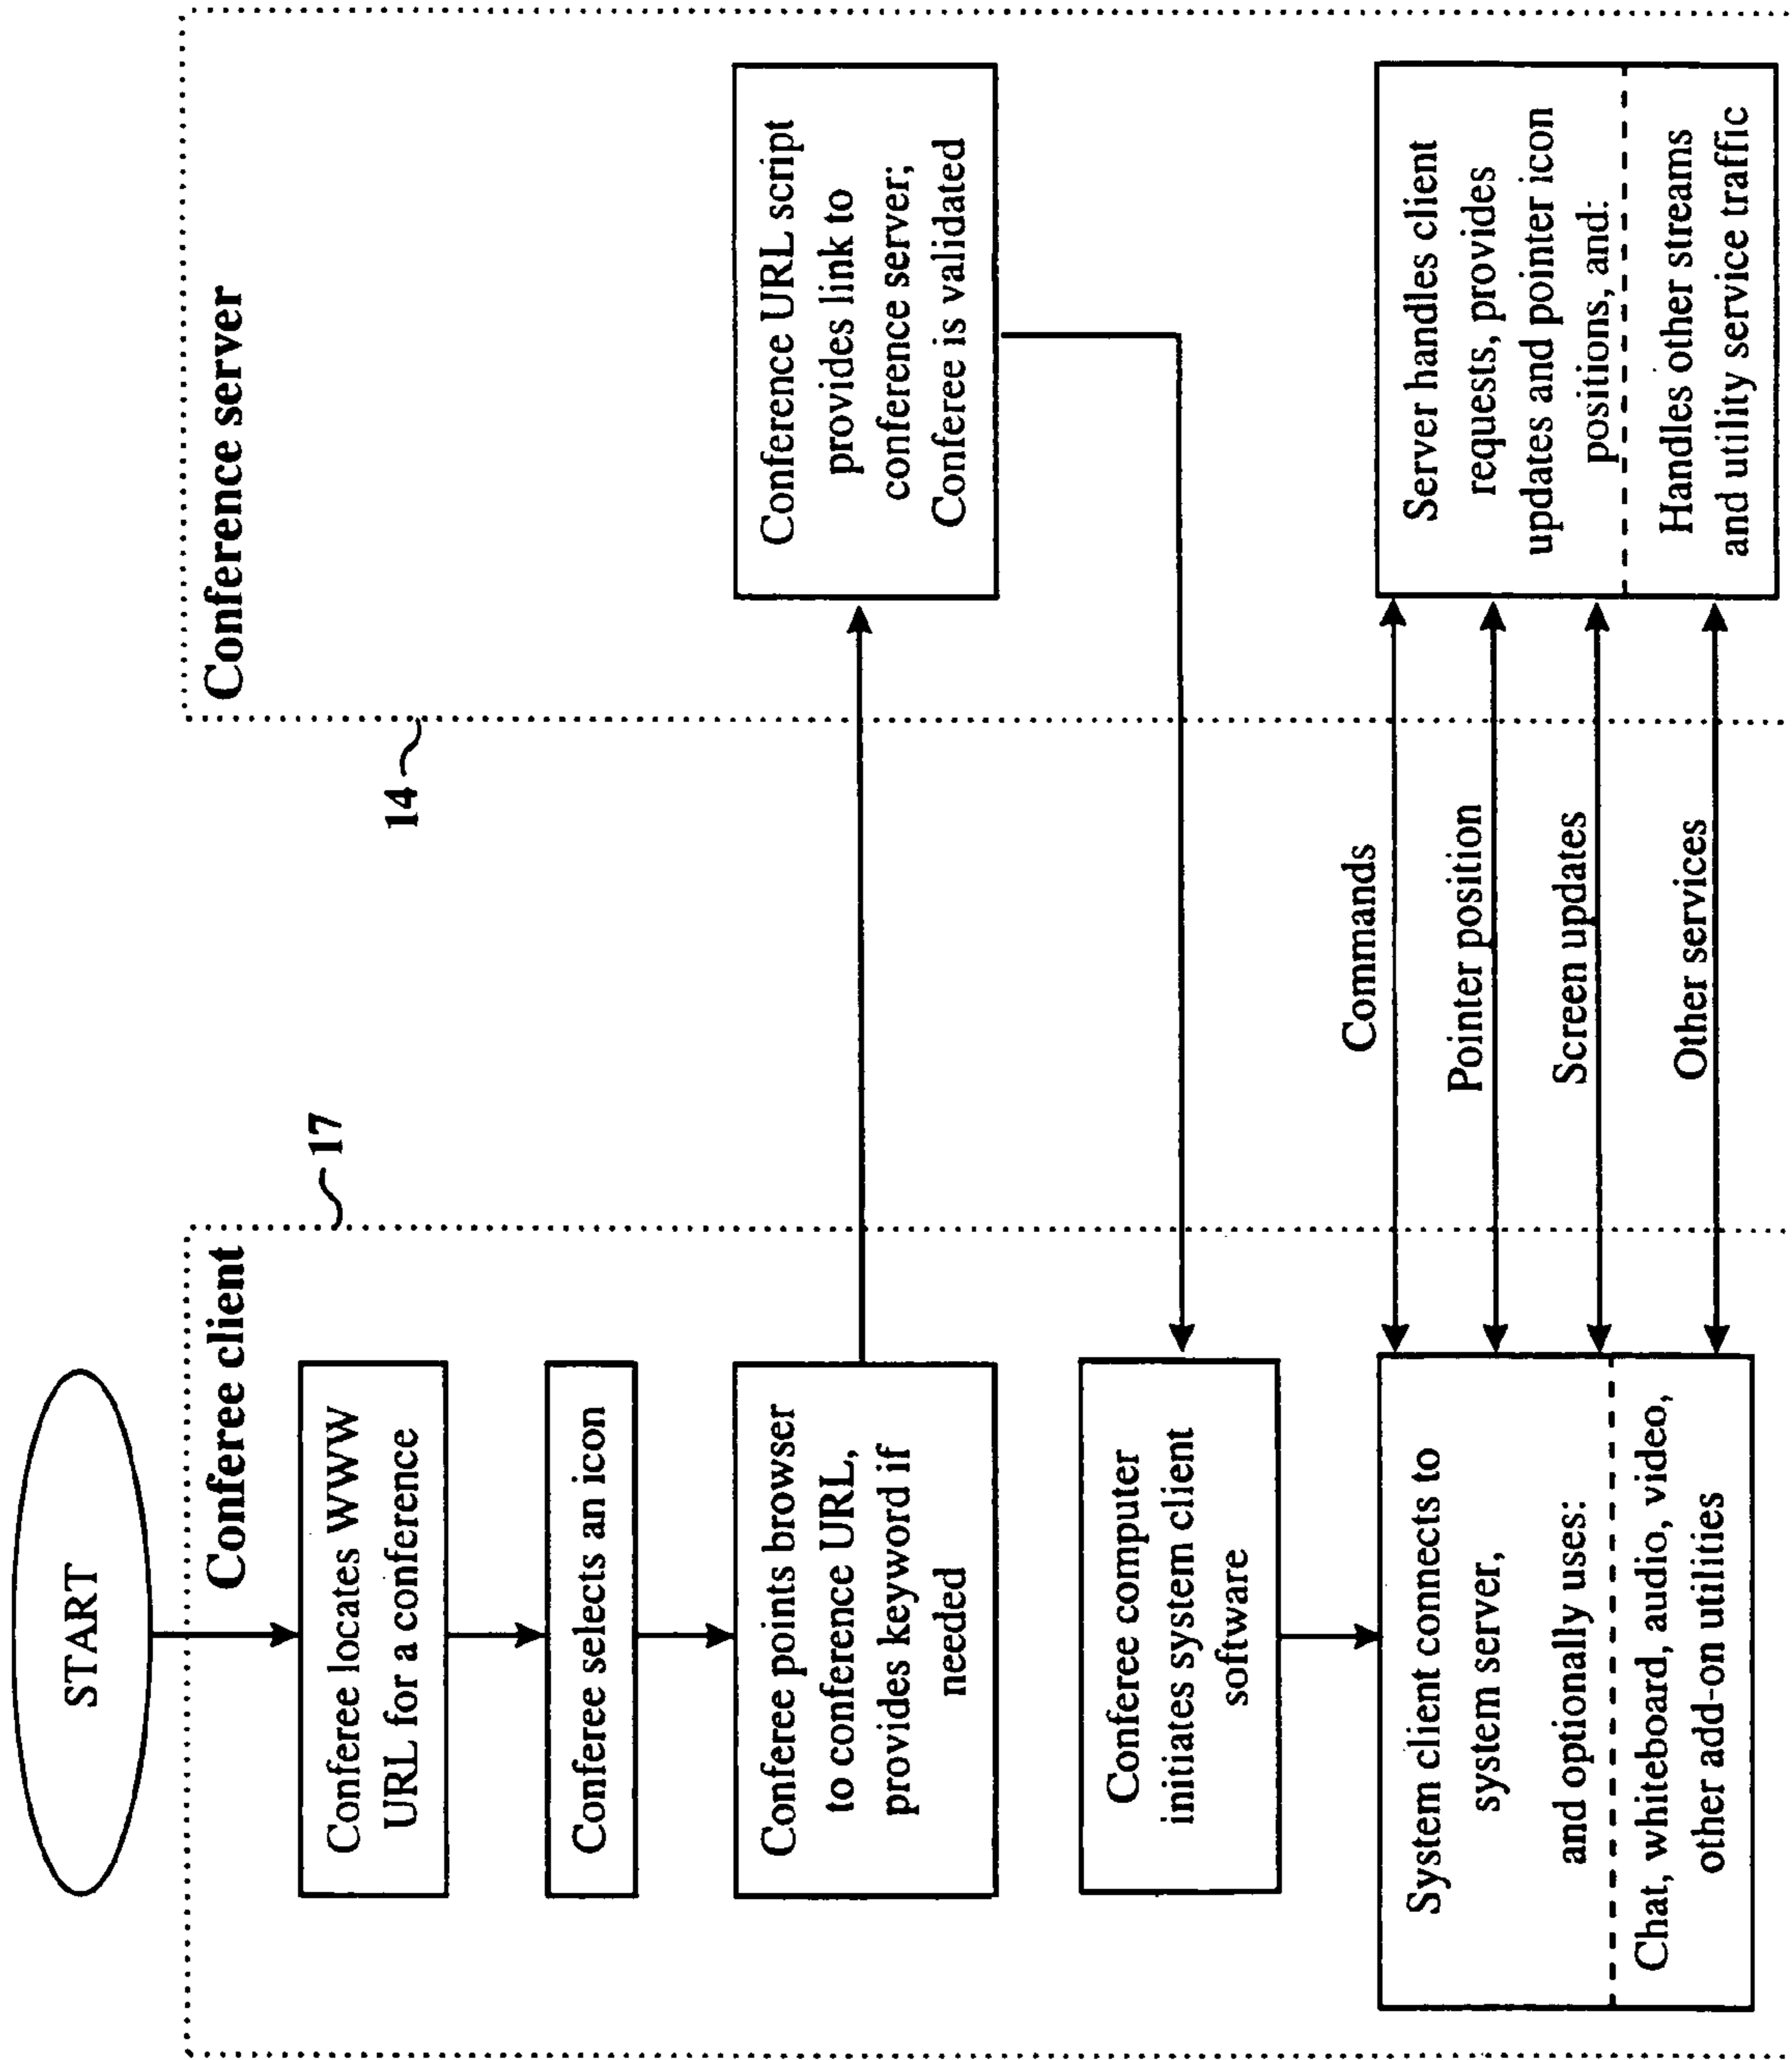 START
Conferee client
17
Conferee locates WWW
URL for a conference
Conferee selects an icon
Conferee points browser
to conference URL,
provides keyword if
needed
Conferee computer
initiates system client
software
System client connects to
system server,
and optionally uses:
Chat, whiteboard, audio, video,
other add-on utilities
Commands
Pointer position
Screen updates
Other services
14
Conference server
Conference URL script
provides link to
conference server;
Conferee is validated
Server handles client
requests, provides
updates and pointer icon
positions, and:
Handles other streams
and utility service traffic